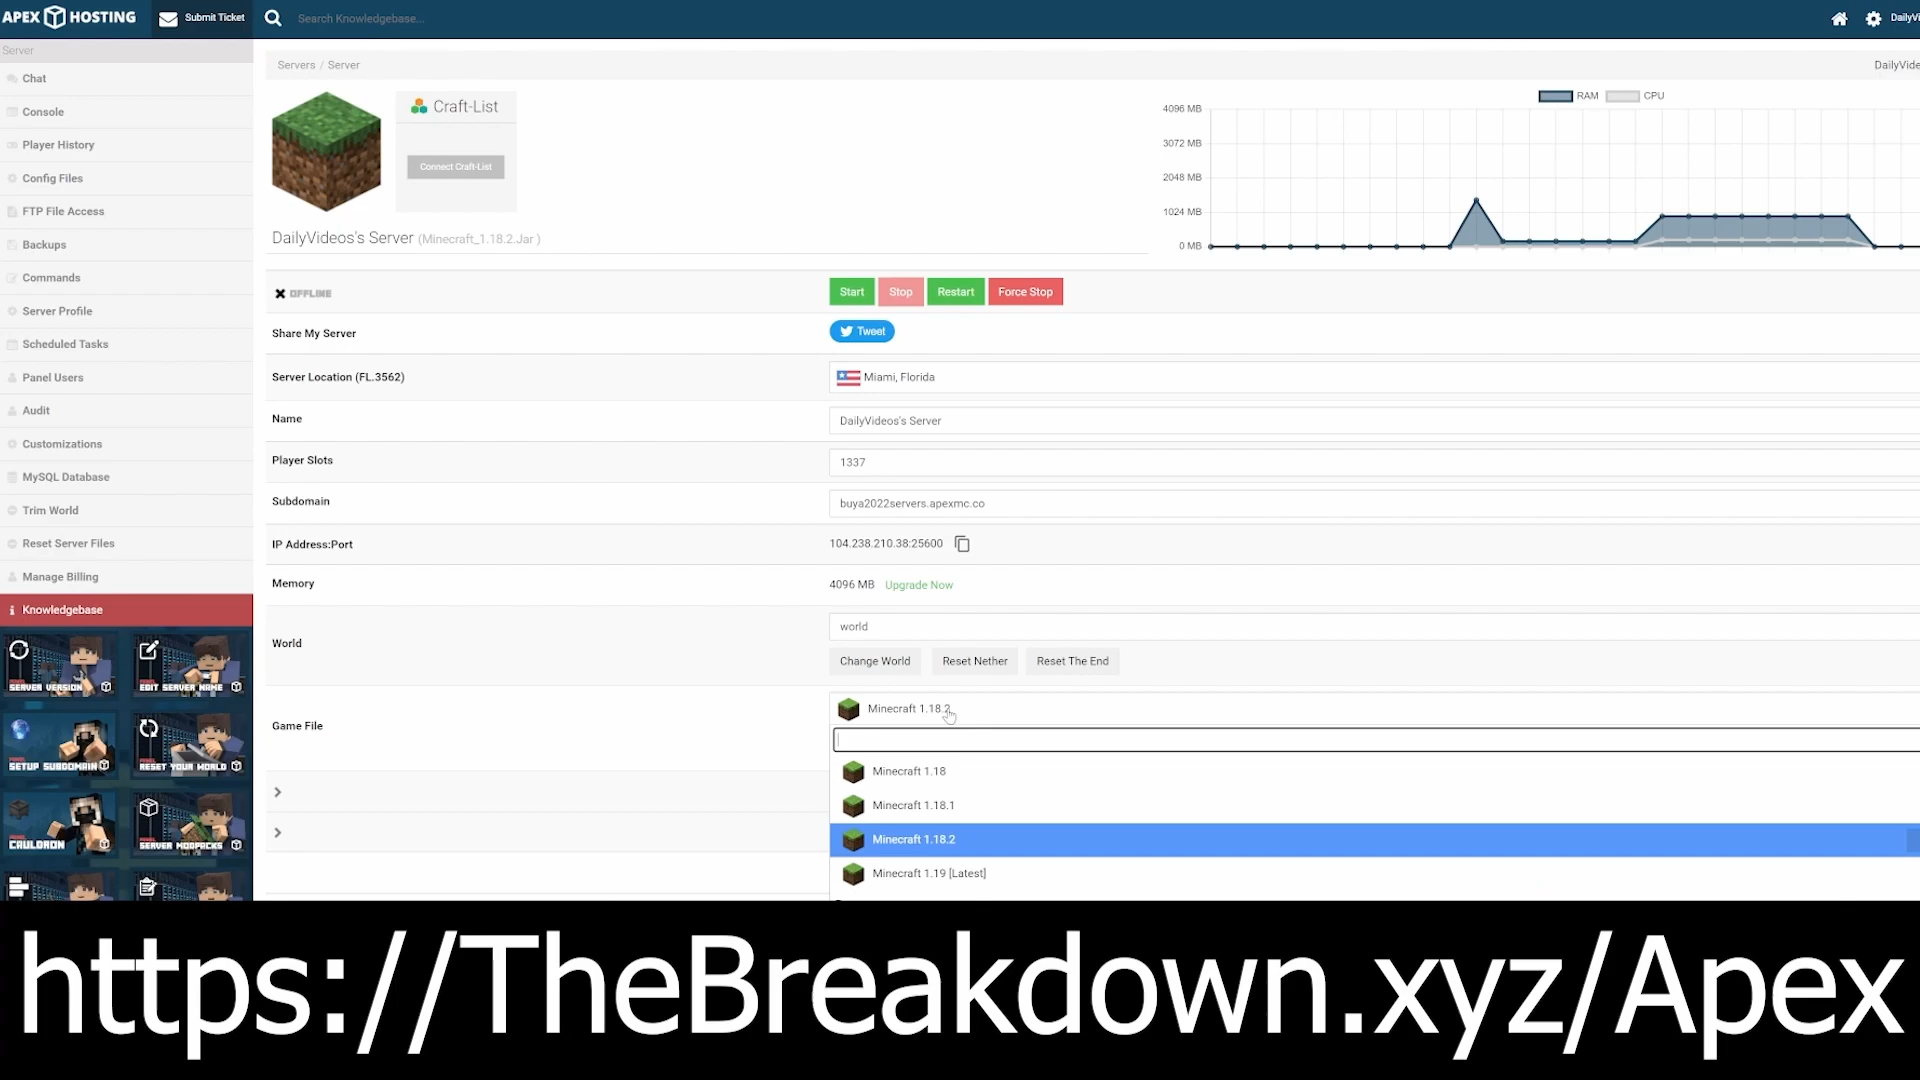 APEX HOSTING
Submit Ticket
Search Knowledgebase...
DailyVi
Server
Chat
Console
Player History
Config Files
FTP File Access
Backups
Commands
Server Profile
Scheduled Tasks
Panel Users
Audit
Customizations
MySQL Database
Trim World
Reset Server Files
Manage Billing
Knowledgebase
SERVER VERSION
EDIT SERVER NAME
SETUP SUBDOMAIN
RESET YOUR WORLD
CAULDRON
SERVER MODPACKS
Servers / Server
DailyVide
Craft-List
Connect Craft-List
DailyVideos's Server (Minecraft_1.18.2.Jar )
RAM
CPU
4096 MB
3072 MB
2048 MB
1024 MB
0 MB
OFFLINE
Start
Stop
Restart
Force Stop
Share My Server
Tweet
Server Location (FL.3562)
Miami, Florida
Name
DailyVideos's Server
Player Slots
1337
Subdomain
buya2022servers.apexmc.co
IP Address:Port
104.238.210.38:25600
Memory
4096 MB Upgrade Now
World
world
Change World
Reset Nether
Reset The End
Game File
Minecraft 1.18.2
Minecraft 1.18
Minecraft 1.18.1
Minecraft 1.18.2
Minecraft 1.19 [Latest]
https://TheBreakdown.xyz/Apex